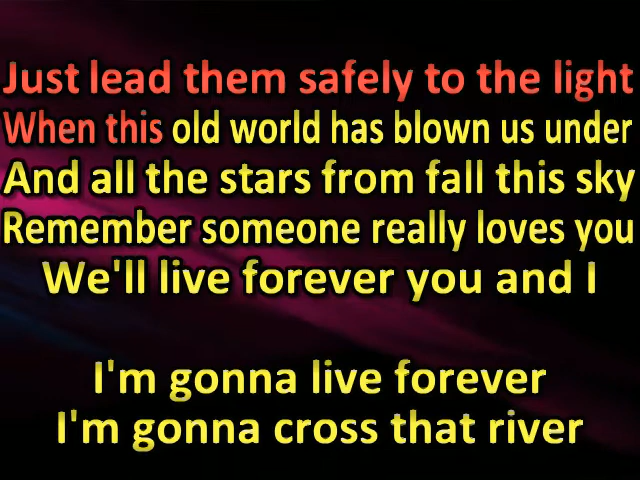 Just lead them safely to the light
When this old world has blown us under
And all the stars from fall this sky
Remember someone really loves you
We'll live forever you and I
I'm gonna live forever
I'm gonna cross that river